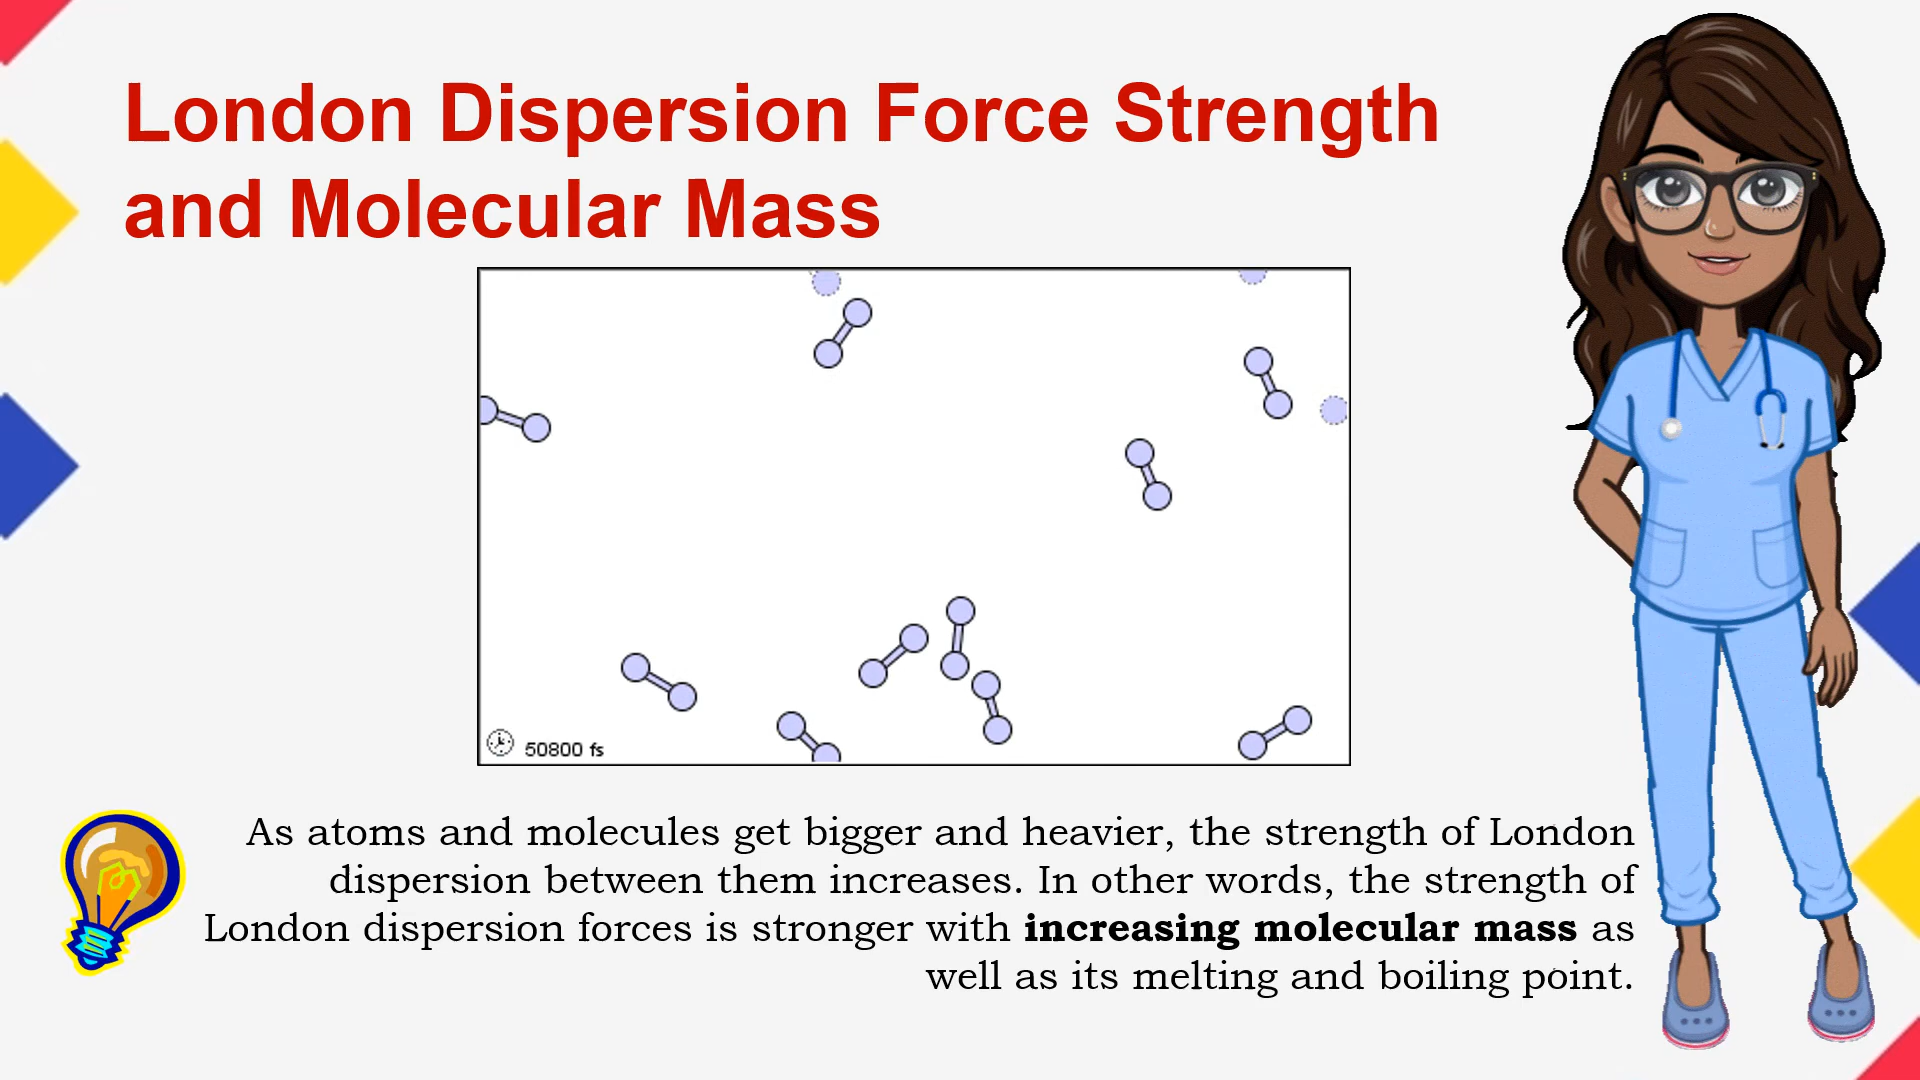 London Dispersion Force Strength
and Molecular Mass
50800 fs
As atoms and molecules get bigger and heavier, the strength of London
dispersion between them increases. In other words, the strength of
London dispersion forces is stronger with increasing molecular mass as
well as its melting and boiling point.